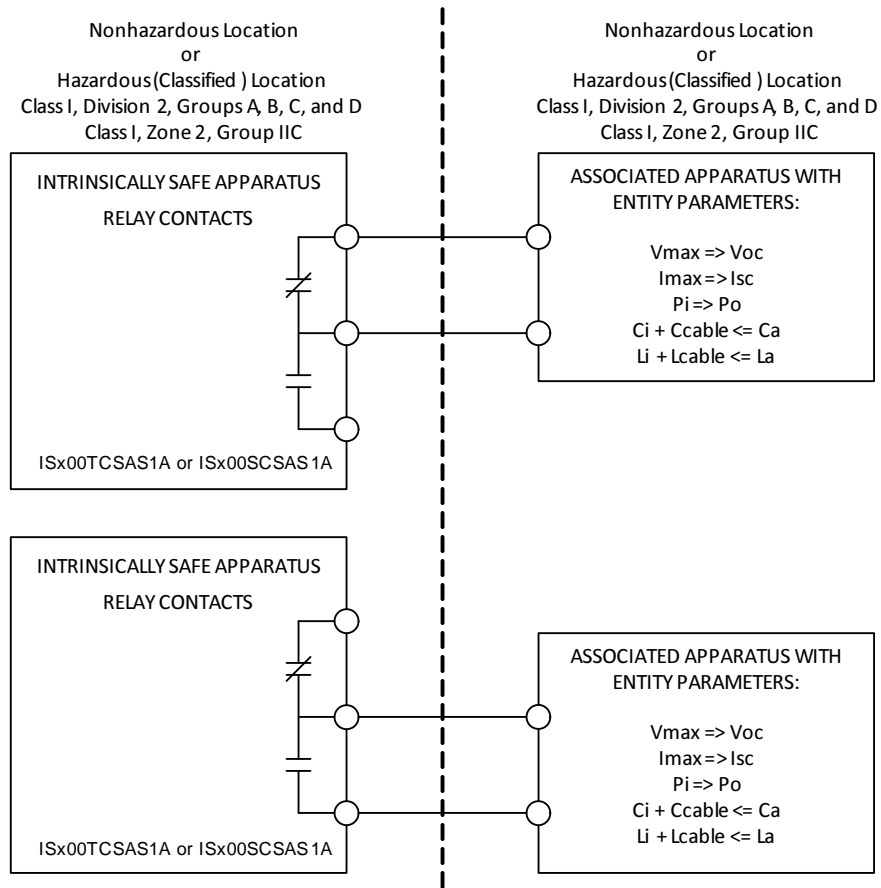 Nonhazardous Location
or
Hazardous (Classified ) Location
Class I, Division 2, Groups A, B, C, and D
Class I, Zone 2, Group IIC
Nonhazardous Location
or
Hazardous (Classified ) Location
Class I, Division 2, Groups A, B, C, and D
Class I, Zone 2, Group IIC
INTRINSICALLY SAFE APPARATUS
RELAY CONTACTS
ISx00TCSAS1A or ISx00SCSAS1A
ASSOCIATED APPARATUS WITH
ENTITY PARAMETERS:
Vmax => Voc
Imax => Isc
Pi => Po
Ci + Ccable <= Ca
Li + Lcable <= La
INTRINSICALLY SAFE APPARATUS
RELAY CONTACTS
ISx00TCSAS1A or ISx00SCSAS1A
ASSOCIATED APPARATUS WITH
ENTITY PARAMETERS:
Vmax => Voc
Imax => Isc
Pi => Po
Ci + Ccable <= Ca
Li + Lcable <= La